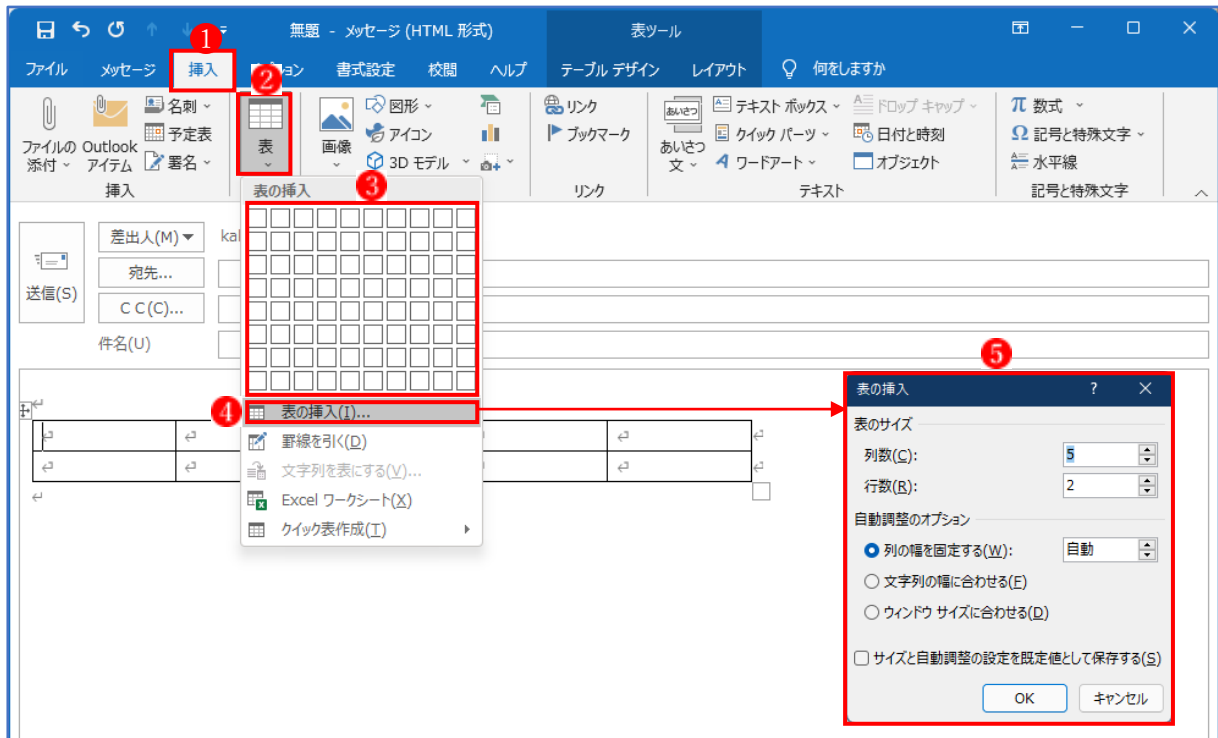 無題 - メッセージ (HTML 形式)
表ツール
1
ファイル メッセージ 挿入 書式設定 校閲 ヘルプ テーブル デザイン レイアウト 何をしますか
2
ファイルの添付
Outlook アイテム
名刺
予定表
署名
挿入
表
画像
図形
アイコン
3D モデル
リンク
ブックマーク
リンク
あいさつ
あいさつ文
テキスト ボックス
クイック パーツ
ワードアート
ドロップ キャップ
日付と時刻
オブジェクト
テキスト
π 数式
Ω 記号と特殊文字
水平線
記号と特殊文字
表の挿入
3
送信(S)
差出人(M)
宛先...
C C(C)...
件名(U)
4
表の挿入(I)...
罫線を引く(D)
文字列を表にする(V)...
Excel ワークシート(X)
クイック表作成(T)
5
表の挿入 ?
表のサイズ
列数(C): 5
行数(R): 2
自動調整のオプション
列の幅を固定する(W): 自動
文字列の幅に合わせる(F)
ウィンドウ サイズに合わせる(D)
サイズと自動調整の設定を既定値として保存する(S)
OK キャンセル